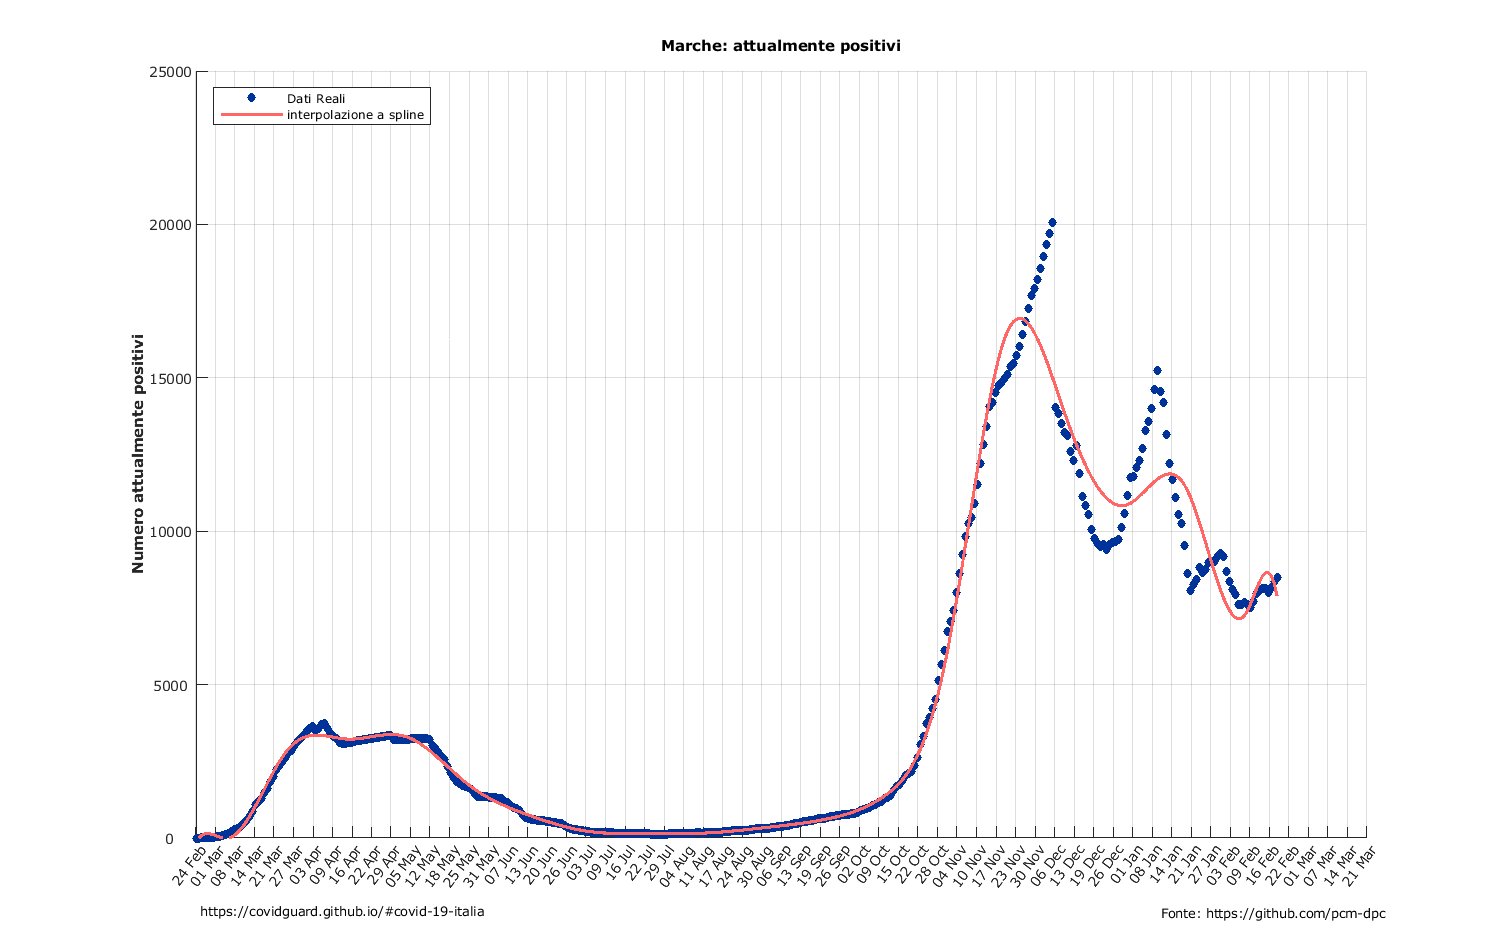 Marche: attualmente positivi
25000
Dati Reali
interpolazione a spline
20000
15000
10000
5000
0
Numero attualmente positivi
24 Feb
01 Mar
08 Mar
14 Mar
21 Mar
27 Mar
03 Apr
09 Apr
16 Apr
22 Apr
29 Apr
05 May
12 May
18 May
25 May
31 May
07 Jun
13 Jun
20 Jun
26 Jun
03 Jul
09 Jul
16 Jul
22 Jul
29 Jul
04 Aug
11 Aug
17 Aug
24 Aug
30 Aug
06 Sep
13 Sep
19 Sep
26 Sep
02 Oct
09 Oct
15 Oct
22 Oct
28 Oct
04 Nov
10 Nov
17 Nov
23 Nov
30 Nov
06 Dec
13 Dec
19 Dec
26 Dec
01 Jan
08 Jan
14 Jan
21 Jan
27 Jan
03 Feb
09 Feb
16 Feb
22 Feb
01 Mar
07 Mar
14 Mar
21 Mar
https://covidguard.github.io/#covid-19-italia
Fonte: https://github.com/pcm-dpc